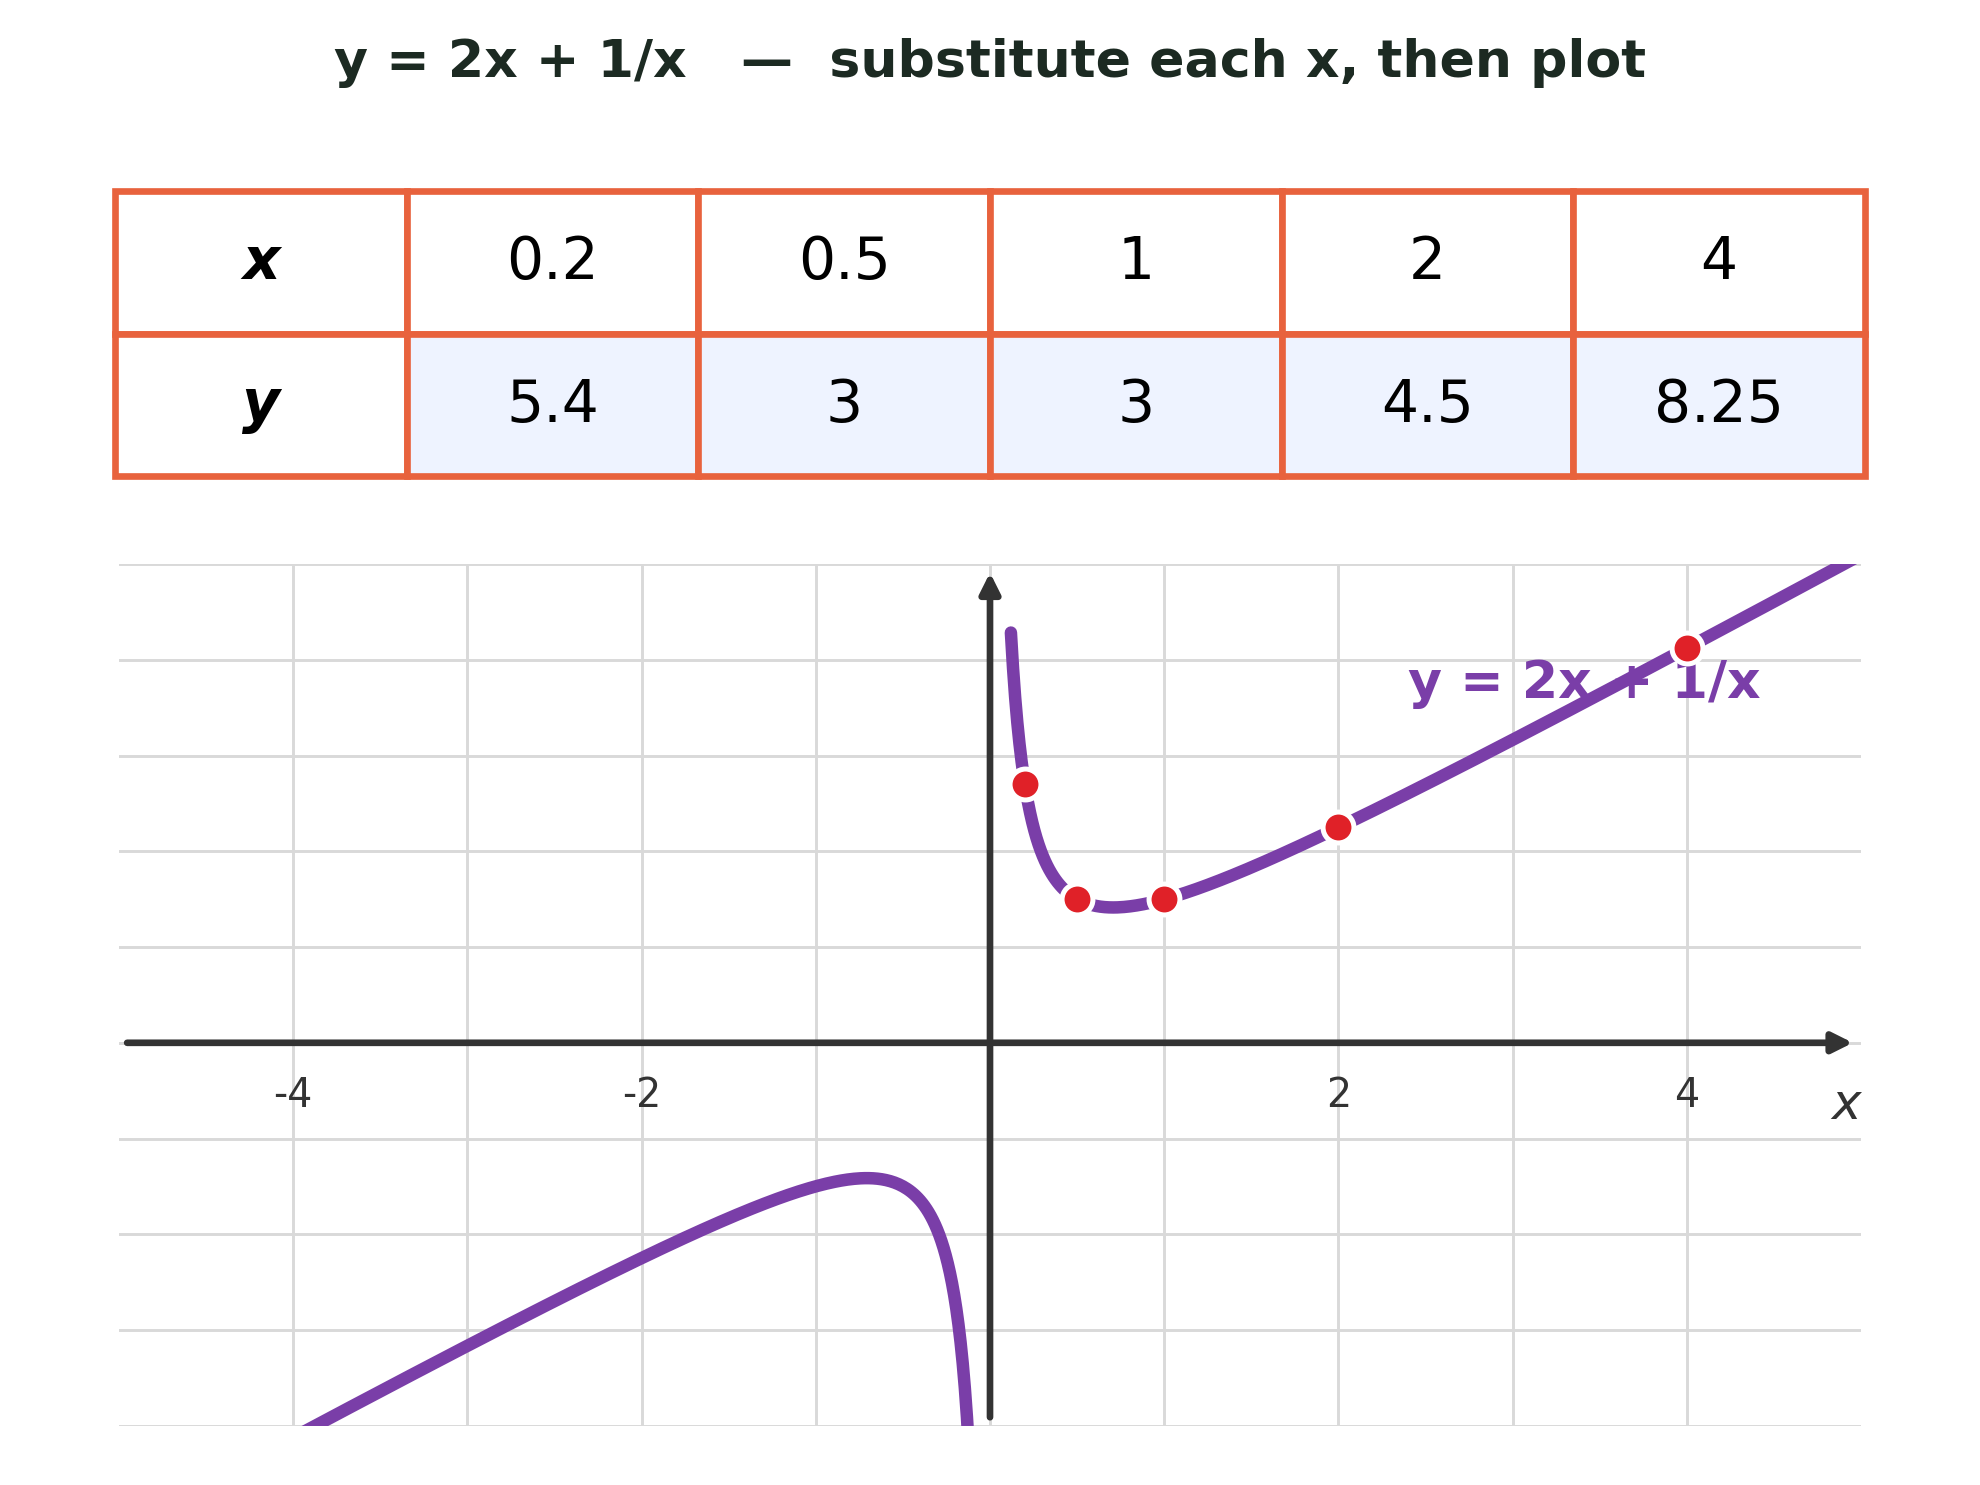 y = 2x + 1/x — substitute each x, then plot
x 0.2 0.5 1 2 4
y 5.4 3 3 4.5 8.25
y = 2x + 1/x
-4 -2 2 4 x